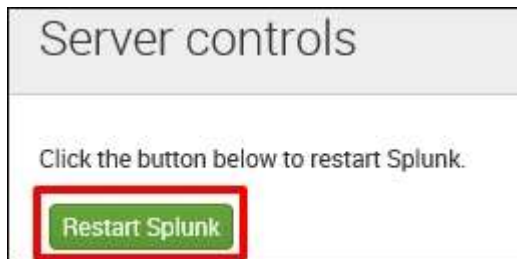 Server controls
Click the button below to restart Splunk.
Restart Splunk